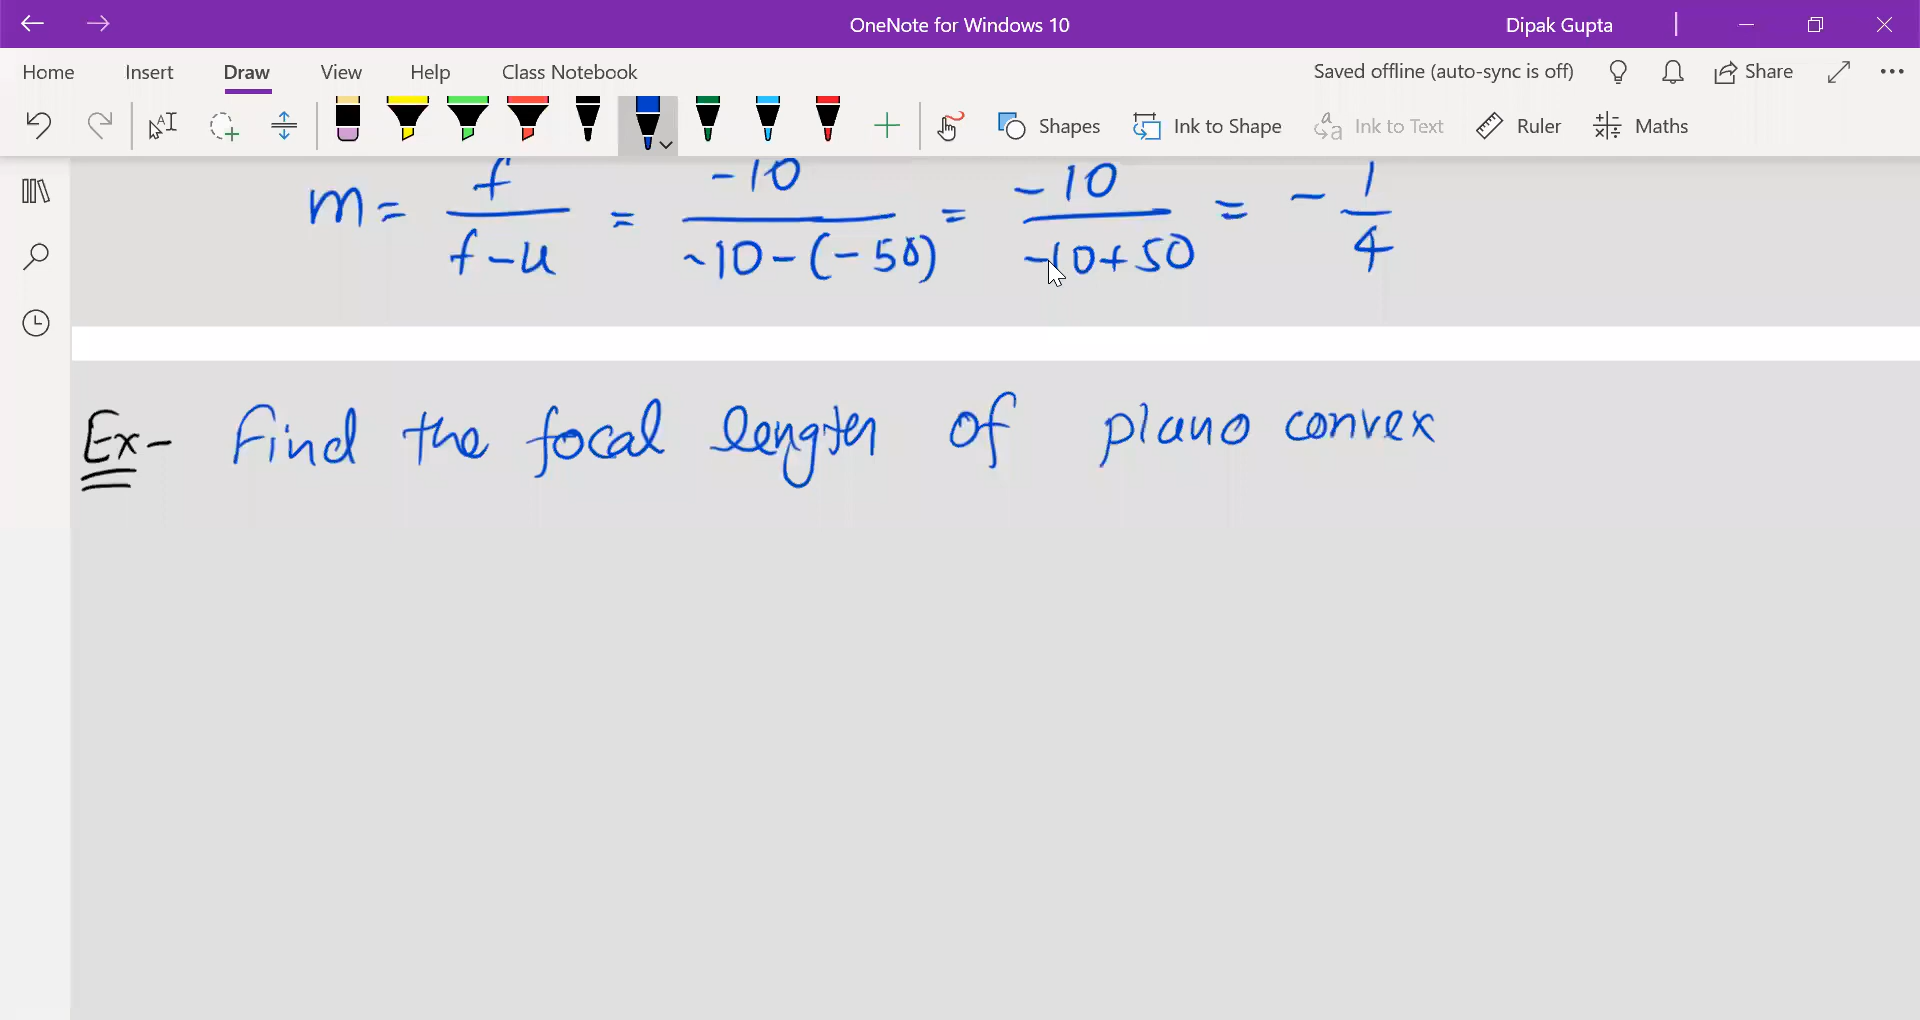 OneNote for Windows 10
Dipak Gupta
Home Insert Draw View Help Class Notebook
Saved offline (auto-sync is off) Share
Shapes Ink to Shape Ink to Text Ruler Maths
m = f/f-u = -10/-10-(-50) = -10/-10+50 = -1/4
Ex- Find the focal length of plano convex